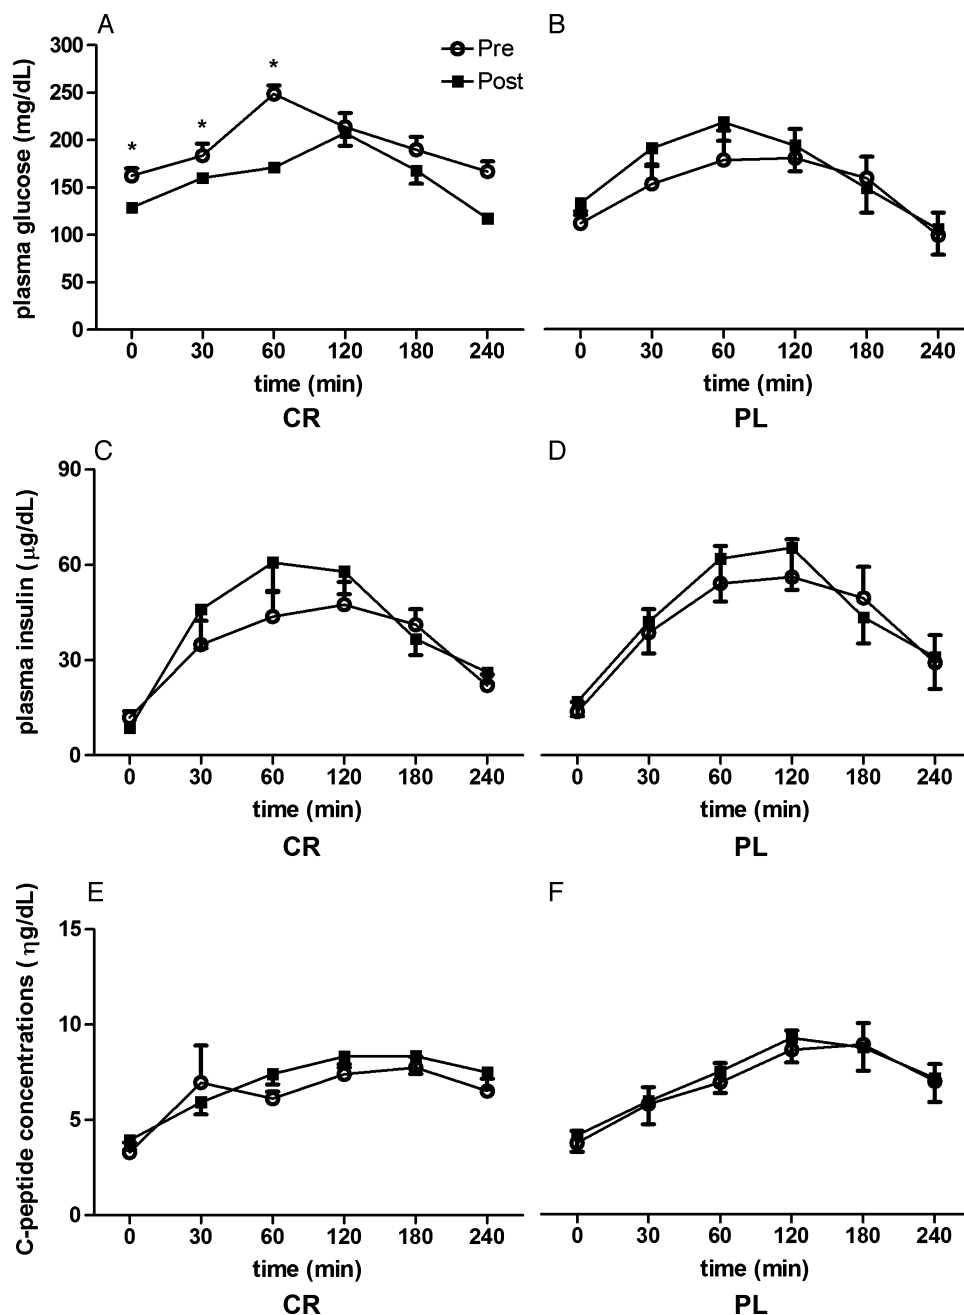 A
B
plasma glucose (mg/dL)
300
250
200
150
100
50
0
*
*
*
Pre
Post
0 30 60 120 180 240
0 30 60 120 180 240
time (min)
time (min)
CR
PL
C
D
plasma insulin (μg/dL)
90
60
30
0
0 30 60 120 180 240
0 30 60 120 180 240
time (min)
time (min)
CR
PL
E
F
C-peptide concentrations (ηg/dL)
15
10
5
0
0 30 60 120 180 240
0 30 60 120 180 240
time (min)
time (min)
CR
PL